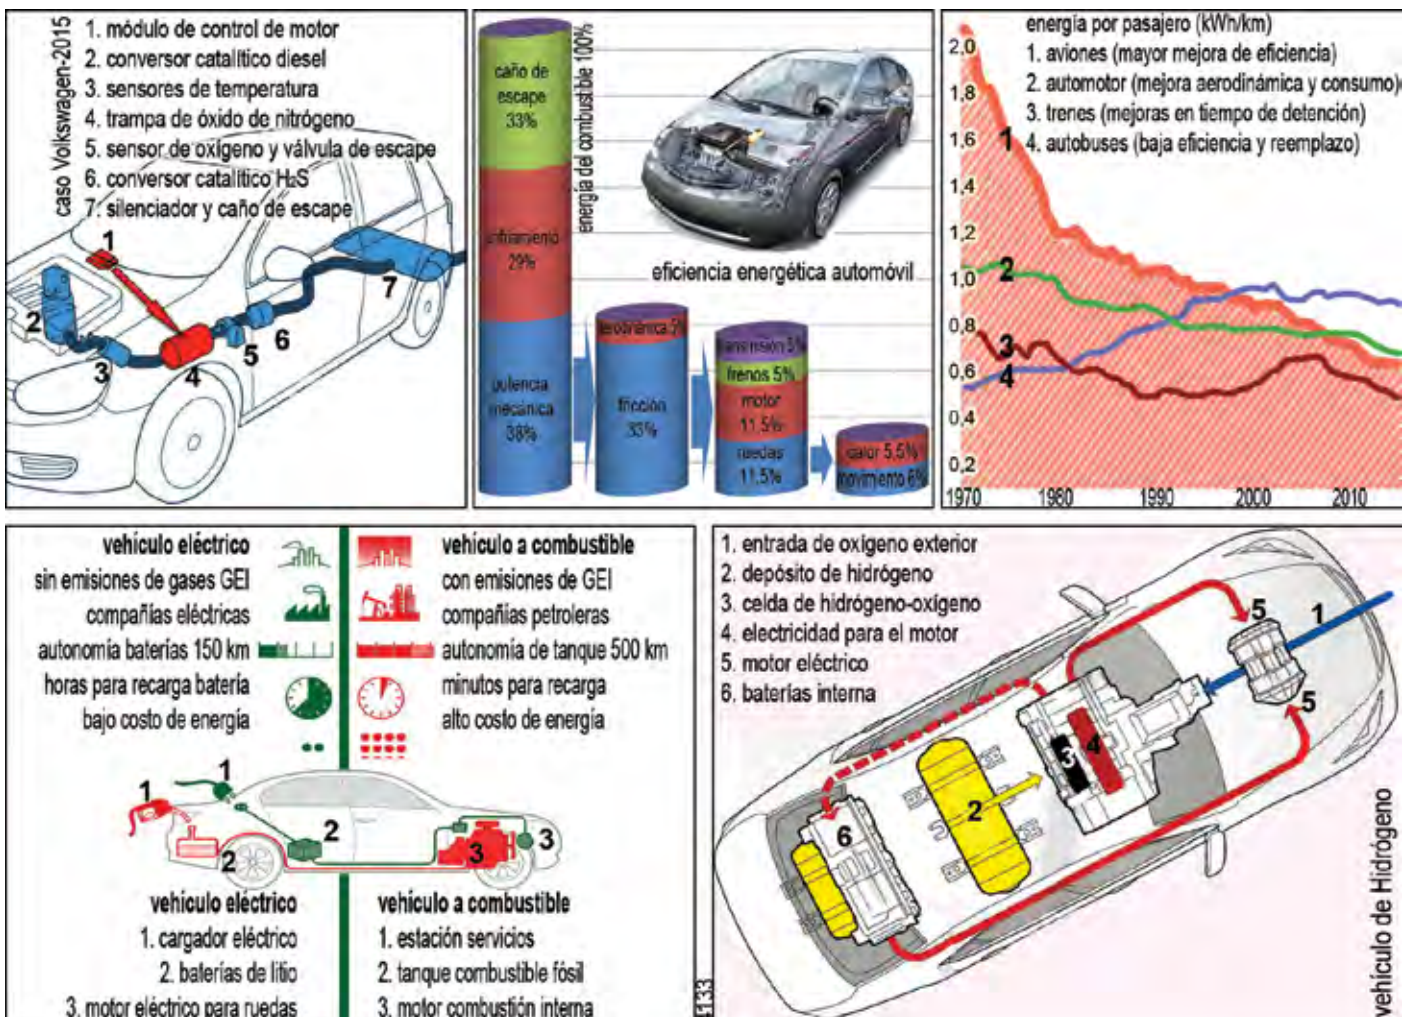 caso Volkswagen-2015
1. módulo de control de motor
2. conversor catalítico diesel
3. sensores de temperatura
4. trampa de óxido de nitrógeno
5. sensor de oxígeno y válvula de escape
6. conversor catalítico H₂S
7. silenciador y caño de escape
1
2
3
4
5
6
7
caño de
escape
33%
enfriamiento
29%
potencia
mecánica
38%
energía del combustible 100%
aerodinámica 5%
fricción
33%
transmisión 5%
frenos 5%
motor
11,5%
ruedas
11,5%
calor 5,5%
movimiento 6%
eficiencia energética automóvil
energía por pasajero (kWh/km)
1. aviones (mayor mejora de eficiencia)
2. automotor (mejora aerodinámica y consumo)
3. trenes (mejoras en tiempo de detención)
4. autobuses (baja eficiencia y reemplazo)
2,0
1,8
1,6
1,4
1,2
1,0
0,8
0,6
0,4
0,2
1
2
3
4
1970 1980 1990 2000 2010
vehículo eléctrico
sin emisiones de gases GEI
compañías eléctricas
autonomía baterías 150 km
horas para recarga batería
bajo costo de energía
vehículo a combustible
con emisiones de GEI
compañías petroleras
autonomía de tanque 500 km
minutos para recarga
alto costo de energía
1
1
2
2
3
3
vehículo eléctrico
1. cargador eléctrico
2. baterías de litio
3. motor eléctrico para ruedas
vehículo a combustible
1. estación servicios
2. tanque combustible fósil
3. motor combustión interna
1133
1. entrada de oxígeno exterior
2. depósito de hidrógeno
3. celda de hidrógeno-oxígeno
4. electricidad para el motor
5. motor eléctrico
6. baterías interna
5
1
5
4
3
2
6
vehículo de Hidrógeno